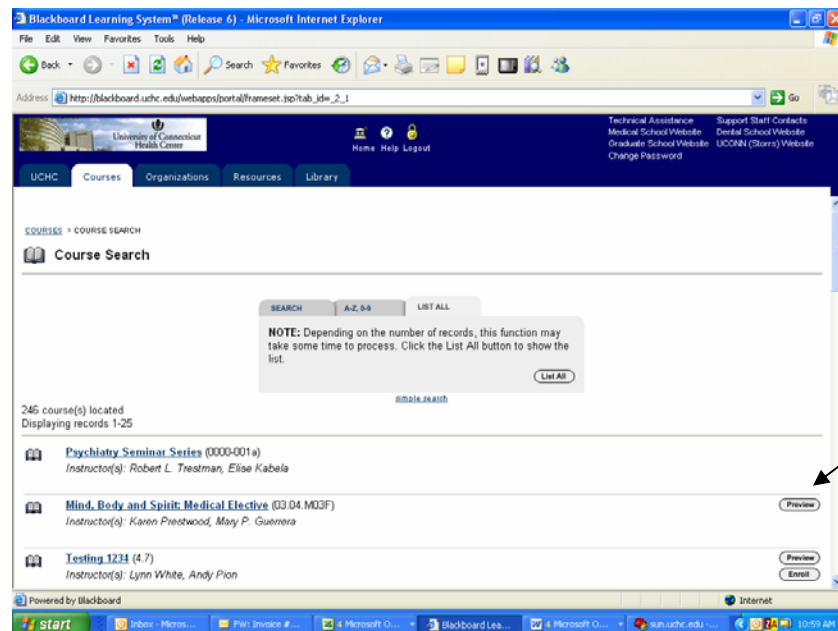 Blackboard Learning System™ (Release 6) - Microsoft Internet Explorer
File Edit View Favorites Tools Help
Back Search Favorites
Address http://blackboard.uchc.edu/webapps/portal/frameset.jsp?tab_id=_2_1 Go
University of Connecticut
Health Center
Home Help Logout
Technical Assistance Support Staff Contacts
Medical School Website Dental School Website
Graduate School Website UCONN (Storrs) Website
Change Password
UCHC Courses Organizations Resources Library
COURSES > COURSE SEARCH
Course Search
SEARCH A-Z, 0-9 LIST ALL
NOTE: Depending on the number of records, this function may
take some time to process. Click the List All button to show the
list.
List All
simple search
246 course(s) located
Displaying records 1-25
Psychiatry Seminar Series (0000-001a)
Instructor(s): Robert L. Trestman, Elise Kabela
Mind, Body and Spirit: Medical Elective (03.04.M03F) Preview
Instructor(s): Karen Prestwood, Mary P. Guerrera
Testing 1234 (4.7) Preview
Instructor(s): Lynn White, Andy Pion Enroll
Powered by Blackboard Internet
start Inbox - Micros... FW: Invoice #... 4 Microsoft O... Blackboard Lea... 4 Microsoft O... sun.uchc.edu -... 10:59 AM